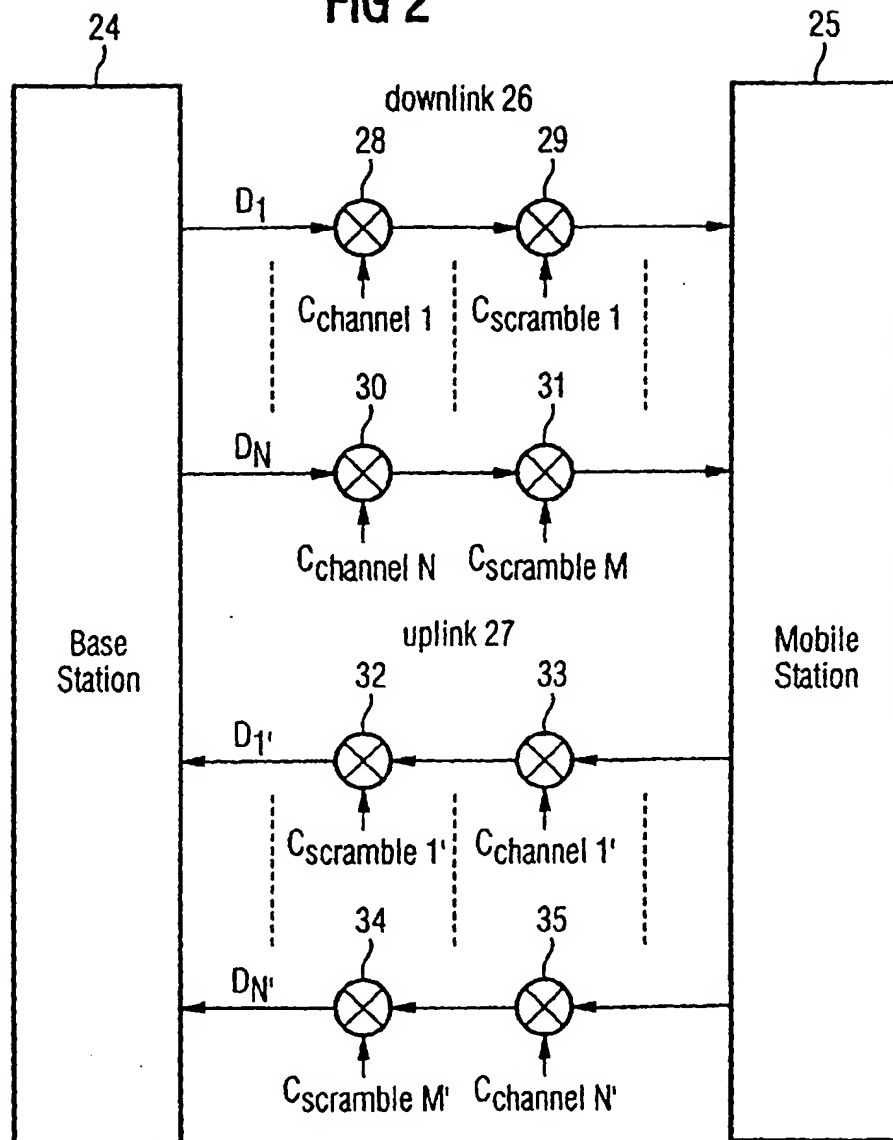 FIG 2
24
25
downlink 26
28
29
D1
Cchannel 1
Cscramble 1
30
31
DN
Cchannel N
Cscramble M
uplink 27
Base
Station
Mobile
Station
32
33
D1'
Cscramble 1'
Cchannel 1'
34
35
DN'
Cscramble M'
Cchannel N'